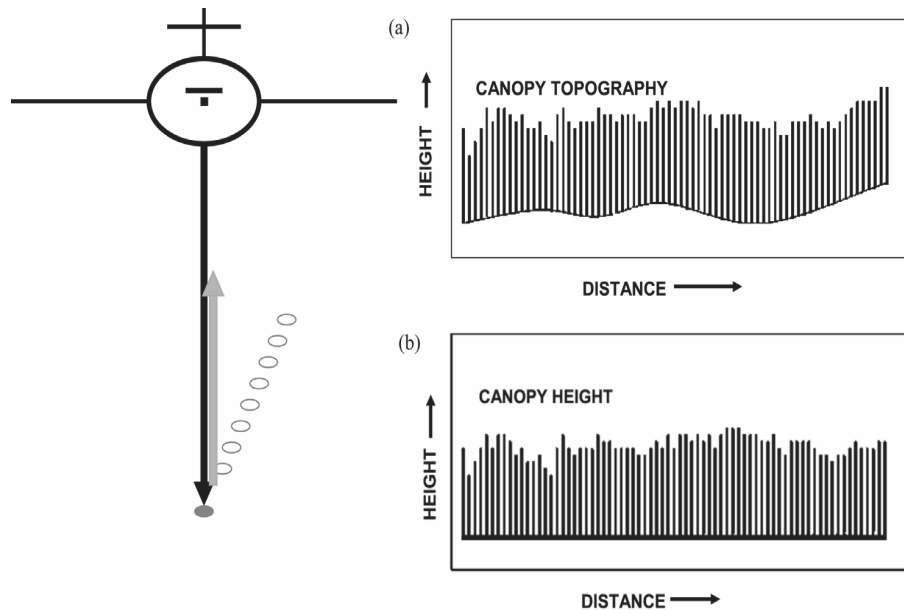 (a)
CANOPY TOPOGRAPHY
HEIGHT
DISTANCE
(b)
CANOPY HEIGHT
HEIGHT
DISTANCE